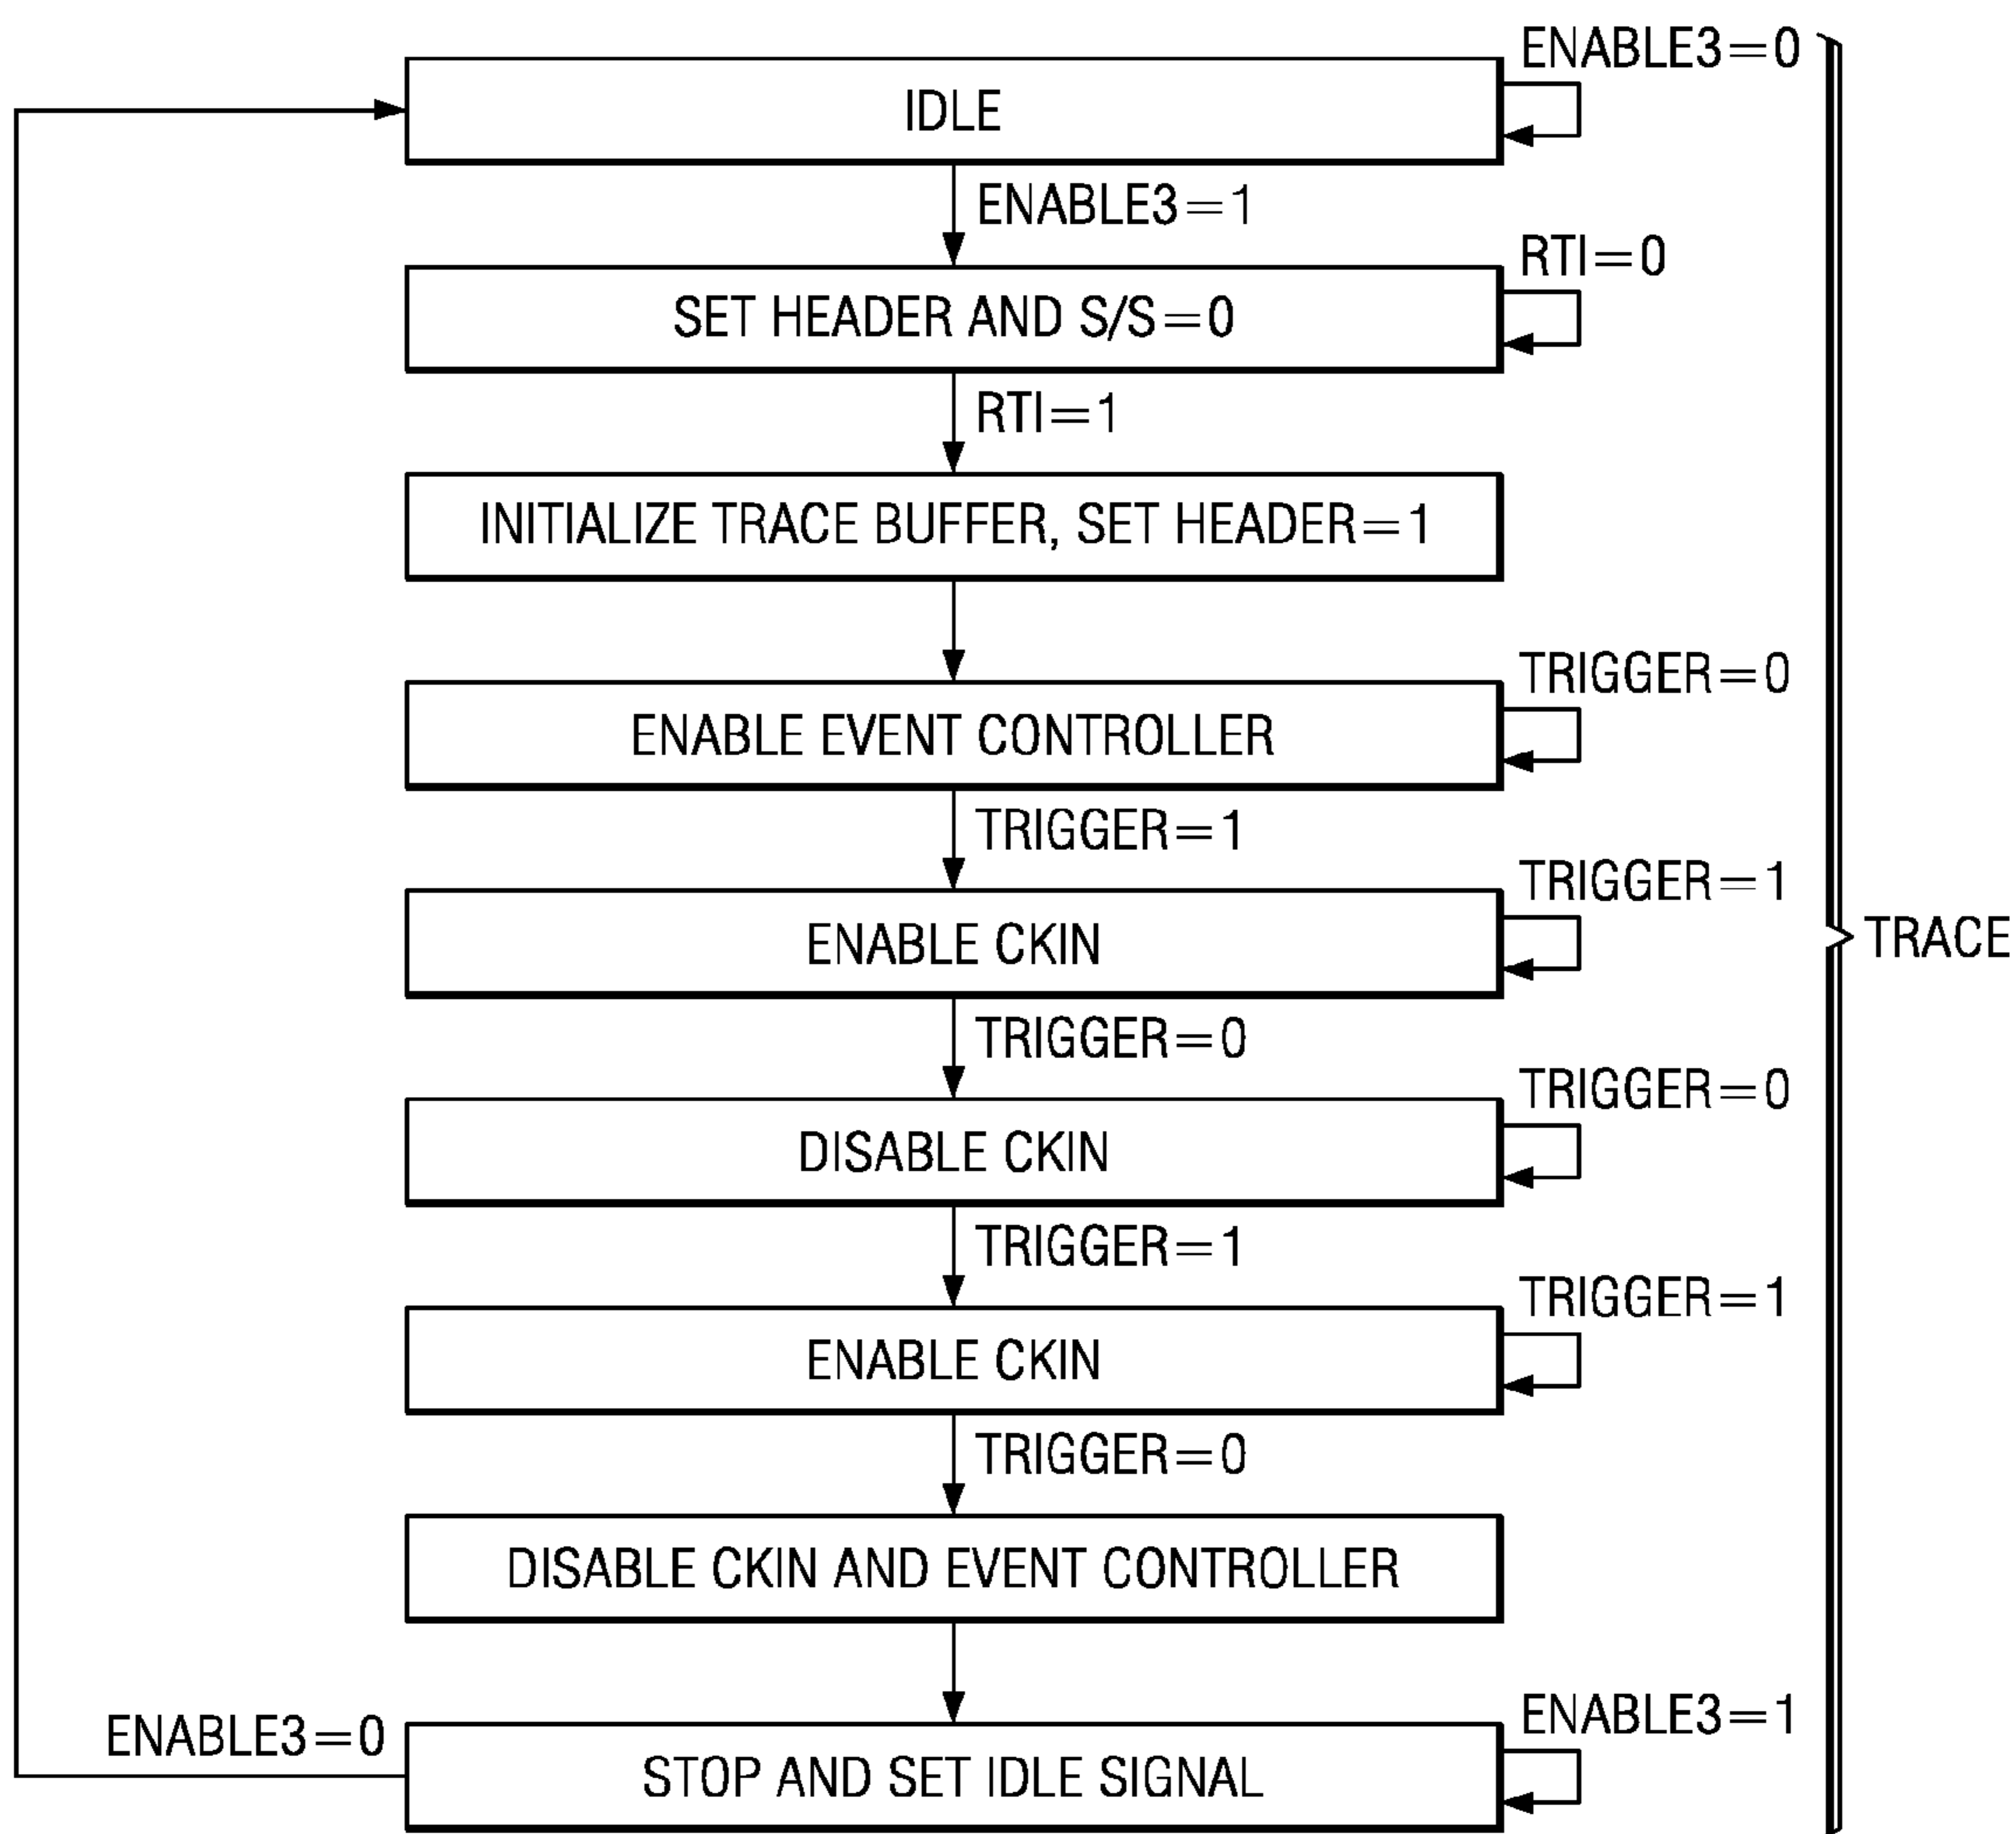 ENABLE3=0
IDLE
ENABLE3=1
RTI=0
SET HEADER AND S/S=0
RTI=1
INITIALIZE TRACE BUFFER, SET HEADER=1
TRIGGER=0
ENABLE EVENT CONTROLLER
TRIGGER=1
TRIGGER=1
ENABLE CKIN
TRACE
TRIGGER=0
TRIGGER=0
DISABLE CKIN
TRIGGER=1
TRIGGER=1
ENABLE CKIN
TRIGGER=0
DISABLE CKIN AND EVENT CONTROLLER
ENABLE3=1
ENABLE3=0
STOP AND SET IDLE SIGNAL